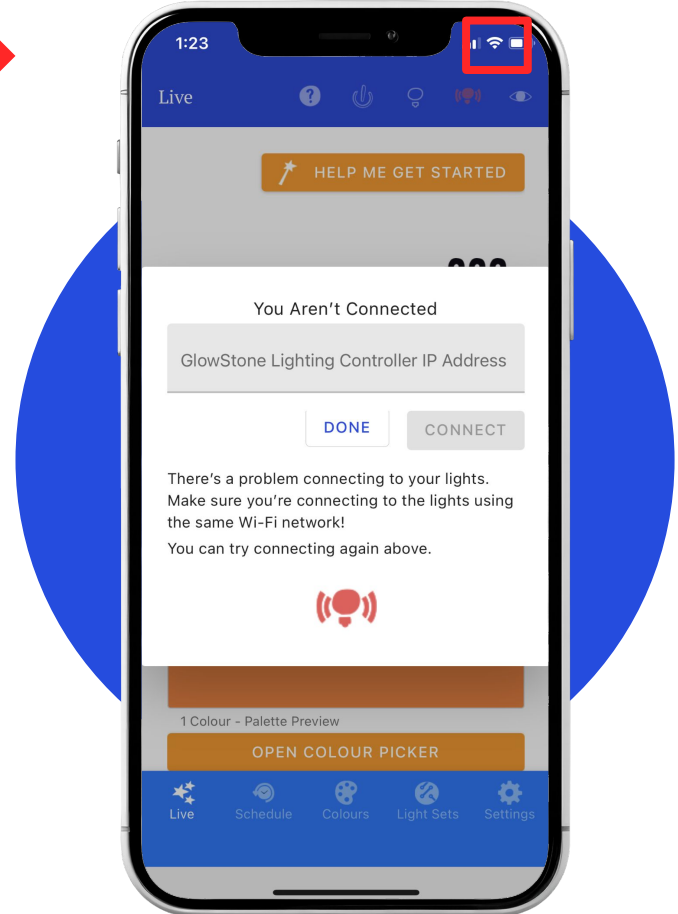 1:23
Live
?
HELP ME GET STARTED
You Aren't Connected
GlowStone Lighting Controller IP Address
DONE
CONNECT
There's a problem connecting to your lights.
Make sure you're connecting to the lights using
the same Wi-Fi network!
You can try connecting again above.
1 Colour - Palette Preview
OPEN COLOUR PICKER
Live
Schedule
Colours
Light Sets
Settings